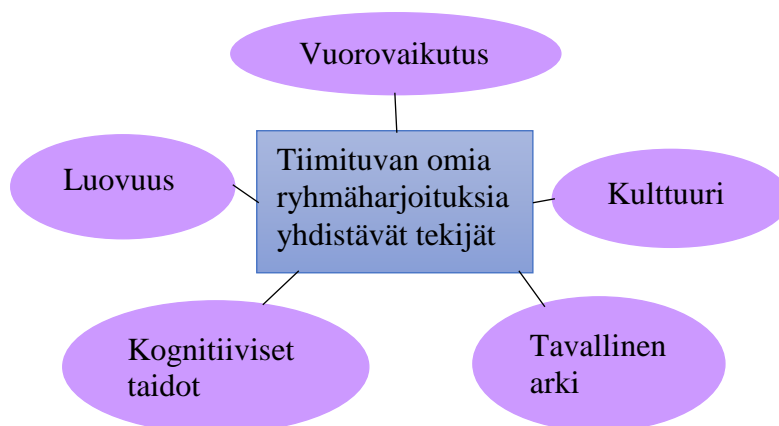 Vuorovaikutus
Luovuus
Tiimituvan omia
ryhmäharjoituksia
yhdistävät tekijät
Kulttuuri
Kognitiiviset
taidot
Tavallinen
arki